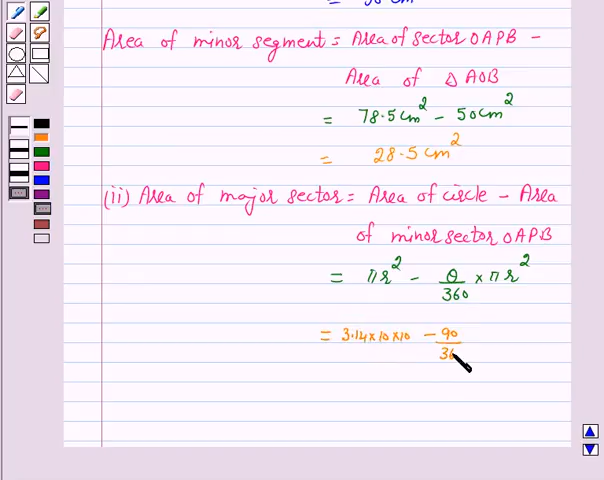 Area of minor segment = Area of sector OAPB -
Area of Δ AOB
= 78.5 cm² - 50 cm²
= 28.5 cm²
(ii) Area of major sector = Area of circle - Area
of minor sector OAPB
= πr² - θ/360 × πr²
= 3.14 × 10 × 10 - 90/36